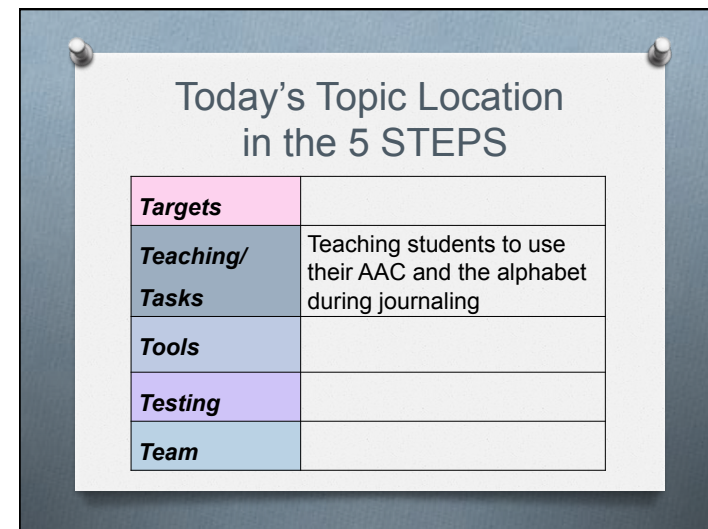 Today's Topic Location
in the 5 STEPS
Targets
Teaching/
Tasks
Teaching students to use
their AAC and the alphabet
during journaling
Tools
Testing
Team